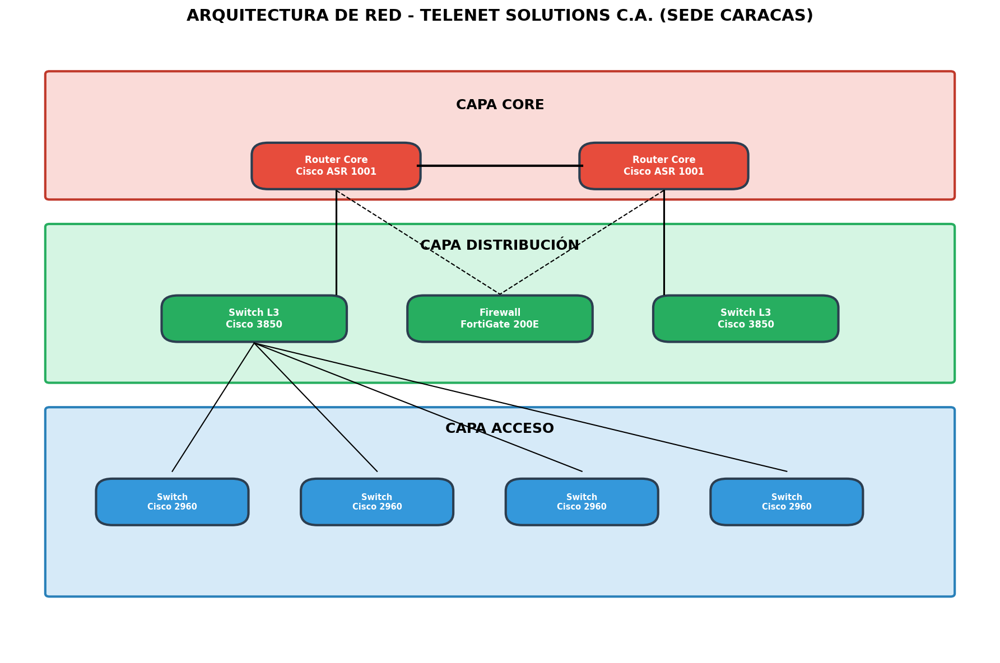 ARQUITECTURA DE RED - TELENET SOLUTIONS C.A. (SEDE CARACAS)
CAPA CORE
Router Core
Cisco ASR 1001
Router Core
Cisco ASR 1001
CAPA DISTRIBUCIÓN
Switch L3
Cisco 3850
Firewall
FortiGate 200E
Switch L3
Cisco 3850
CAPA ACCESO
Switch
Cisco 2960
Switch
Cisco 2960
Switch
Cisco 2960
Switch
Cisco 2960